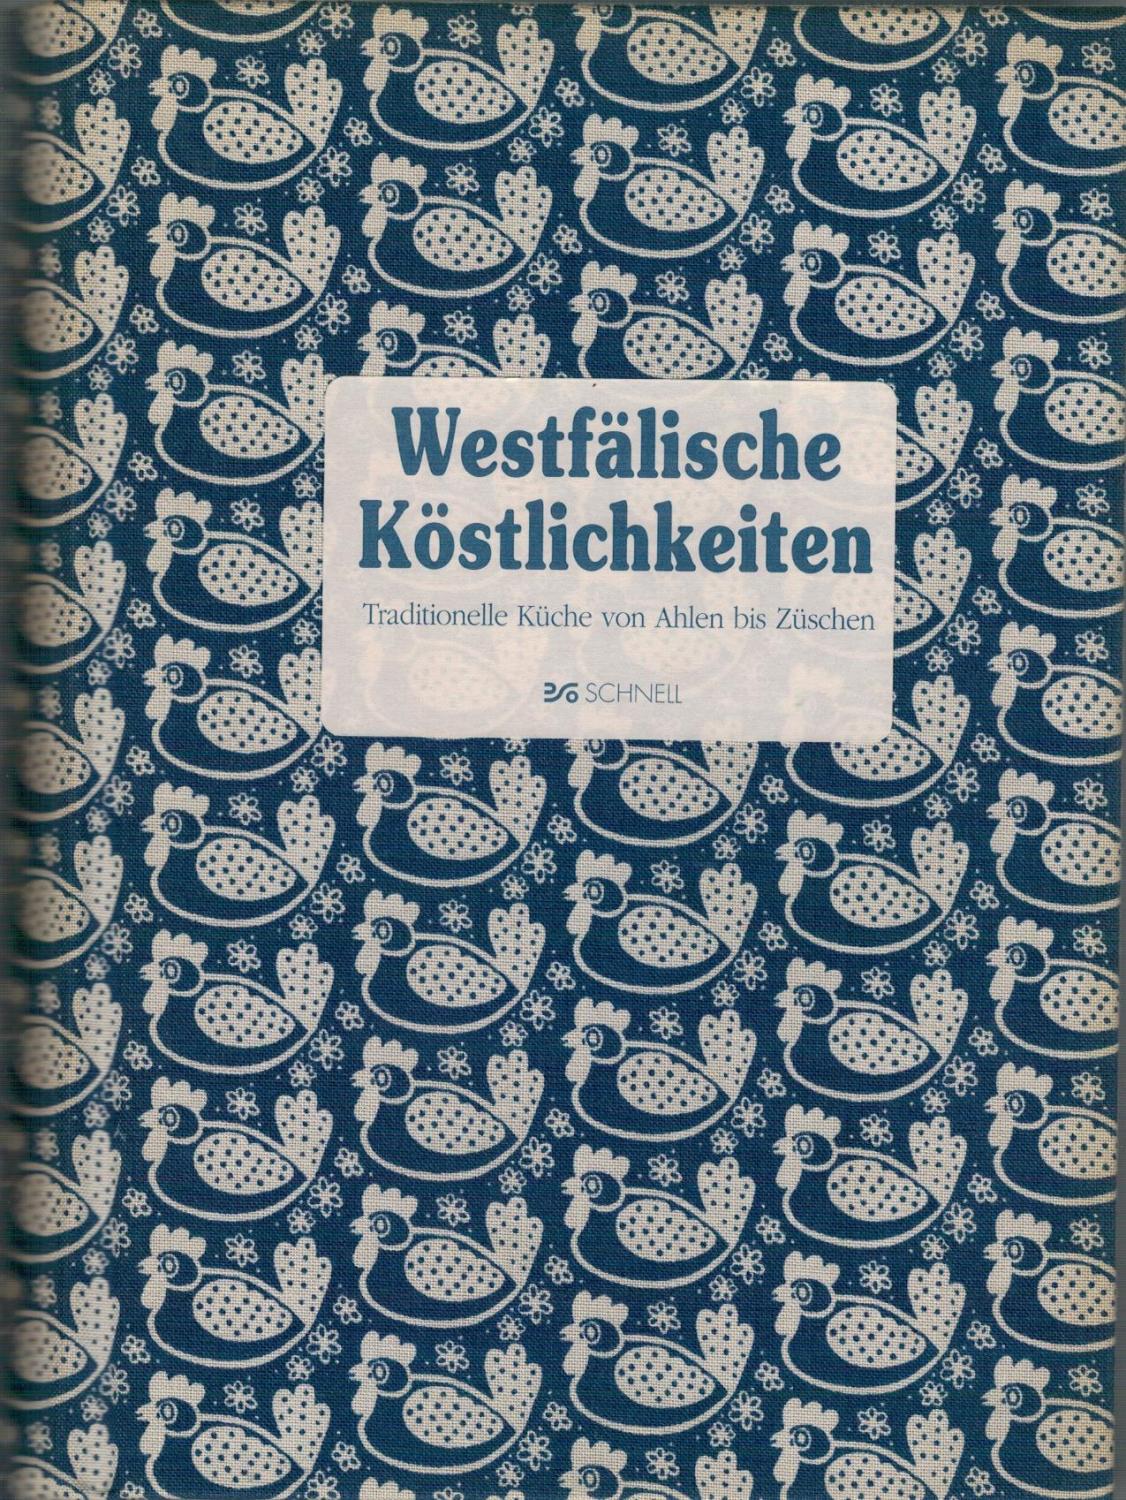 Westfälische
Köstlichkeiten
Traditionelle Küche von Ahlen bis Züschen
SCHNELL